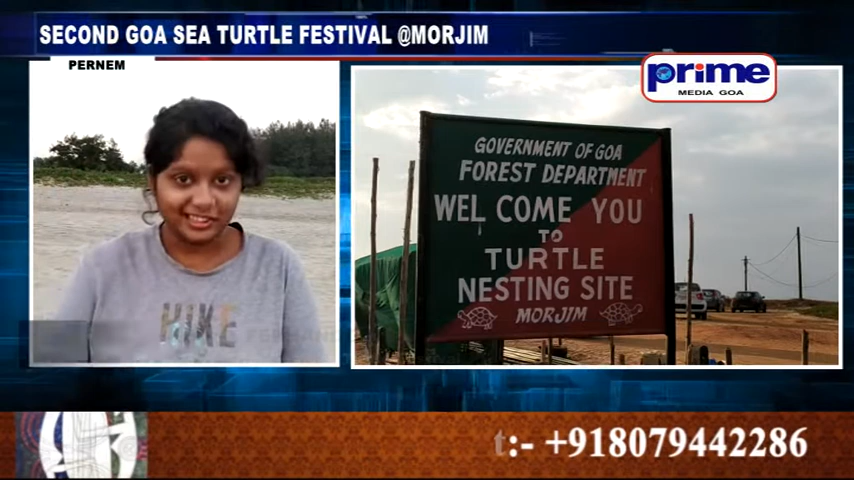 SECOND GOA SEA TURTLE FESTIVAL @MORJIM
PERNEM
prime
MEDIA GOA
GOVERNMENT OF GOA
FOREST DEPARTMENT
WEL COME YOU
TO
TURTLE
NESTING SITE
MORJIM
HIKE
:- +918079442286